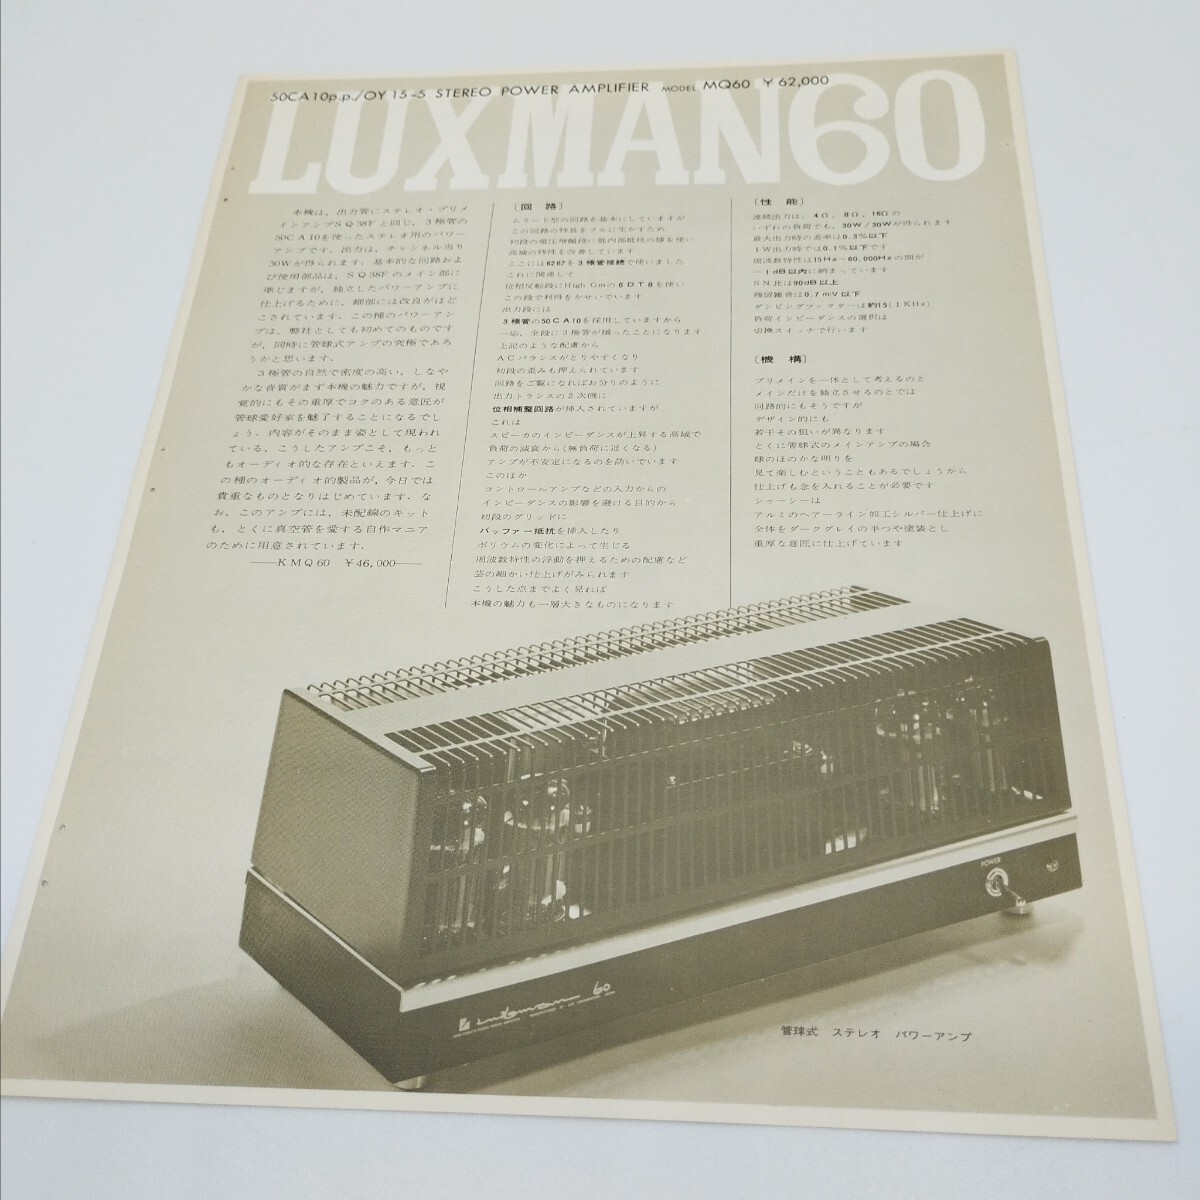 50CA10p.p./OY15-5 STEREO POWER AMPLIFIER MODEL MQ60 ¥62,000
LUXMAN60
本機は、出力管にステレオ・プリメ
インアンプSQ38Fと同じ、3極管の
50CA10を使ったステレオ用のパワー
アンプです。出力は、チャンネル当り
30Wが得られます。基本的な回路およ
び使用部品は、SQ38Fのメイン部に
準じますが、独立したパワーアンプに
仕上げるために、細部には改良がほど
こされています。この種のパワーアン
プは、弊社としても初めてのものです
が、同時に管球式アンプの究極であろ
うかと思います。
3極管の自然で密度の高い、しなや
かな音質がまず本機の魅力ですが、視
覚的にもその重厚でコクのある意匠が
管球愛好家を魅了することになるでし
ょう。内容がそのまま姿として現われ
ている、こうしたアンプこそ、もっと
もオーディオ的な存在といえます。こ
の種のオーディオ的製品が、今日では
貴重なものとなりはじめています。な
お、このアンプには、未配線のキット
も、とくに真空管を愛する自作マニア
のために用意されています。
——KMQ60 ¥46,000——
〔回路〕
ムラード型の回路を基本にしていますが
この回路の特長をフルに生かすため
初段の電圧増幅段に低内部抵抗の球を使い
高域の特性を改善しています
ここには6267を3極管接続で使いました
これに関連して
位相反転段にHigh Gmの6DT8を使い
この段で利得をかせいでいます
出力段には
3極管の50CA10を採用していますから
一応、全段に3極管が揃ったことになります
上記のような配慮から
ACバランスがとりやすくなり
初段の歪みも押えられています
回路をご覧になればお分りのように
出力トランスの2次側に
位相補整回路が挿入されていますが
これは
スピーカのインピーダンスが上昇する高域で
負荷の減衰から(無負荷に近くなる)
アンプが不安定になるのを防いでいます
このほか
コントロールアンプなどの入力からの
インピーダンスの影響を避ける目的から
初段のグリッドに
バッファー抵抗を挿入したり
ボリウムの変化によって生じる
周波数特性の浮動を押えるための配慮など
芸の細かい仕上げがみられます
こうした点までよく見れば
本機の魅力も一層大きなものになります
〔性能〕
連続出力は、4Ω、8Ω、16Ωの
いずれの負荷でも、30W/30Wが得られます
最大出力時の歪率は0.3%以下
1W出力時では0.1%以下です
周波数特性は15Hz〜60,000Hzの間が
−1dB以内に納まっています
SN比は90dB以上
残留雑音は0.7mV以下
ダンピングファクターは約15(1KHz)
負荷インピーダンスの選択は
切換スイッチで行います
〔機構〕
プリメインを一体として考えるのと
メインだけを独立させるのとでは
回路的にもそうですが
デザイン的にも
若干その狙いが異なります
とくに管球式のメインアンプの場合
球のほのかな明りを
見て楽しむということもあるでしょうから
仕上げも念を入れることが必要です
シャーシーは
アルミのヘアーライン加工シルバー仕上げに
全体をダークグレイの半つや塗装とし
重厚な意匠に仕上げています
POWER
Luxman 60
管球式 ステレオ パワーアンプ